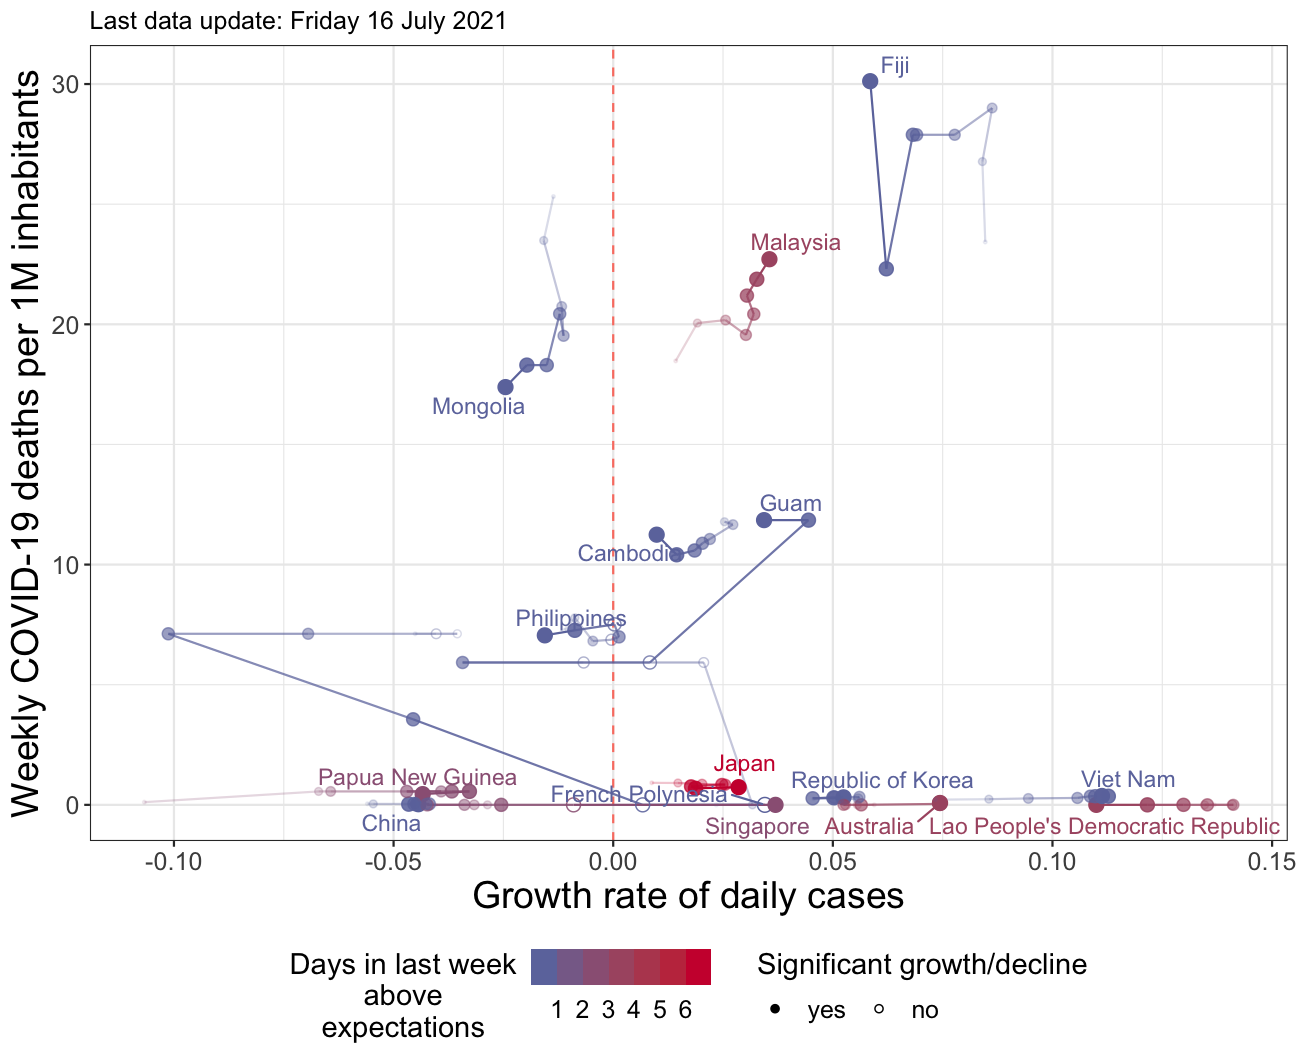 Last data update: Friday 16 July 2021
Weekly COVID-19 deaths per 1M inhabitants
30
20
10
0
Fiji
Malaysia
Mongolia
Guam
Cambodia
Philippines
Japan
Papua New Guinea
French Polynesia
Republic of Korea
Viet Nam
China
Singapore
Australia
Lao People's Democratic Republic
-0.10
-0.05
0.00
0.05
0.10
0.15
Growth rate of daily cases
Days in last week
above
expectations
1 2 3 4 5 6
Significant growth/decline
yes
no